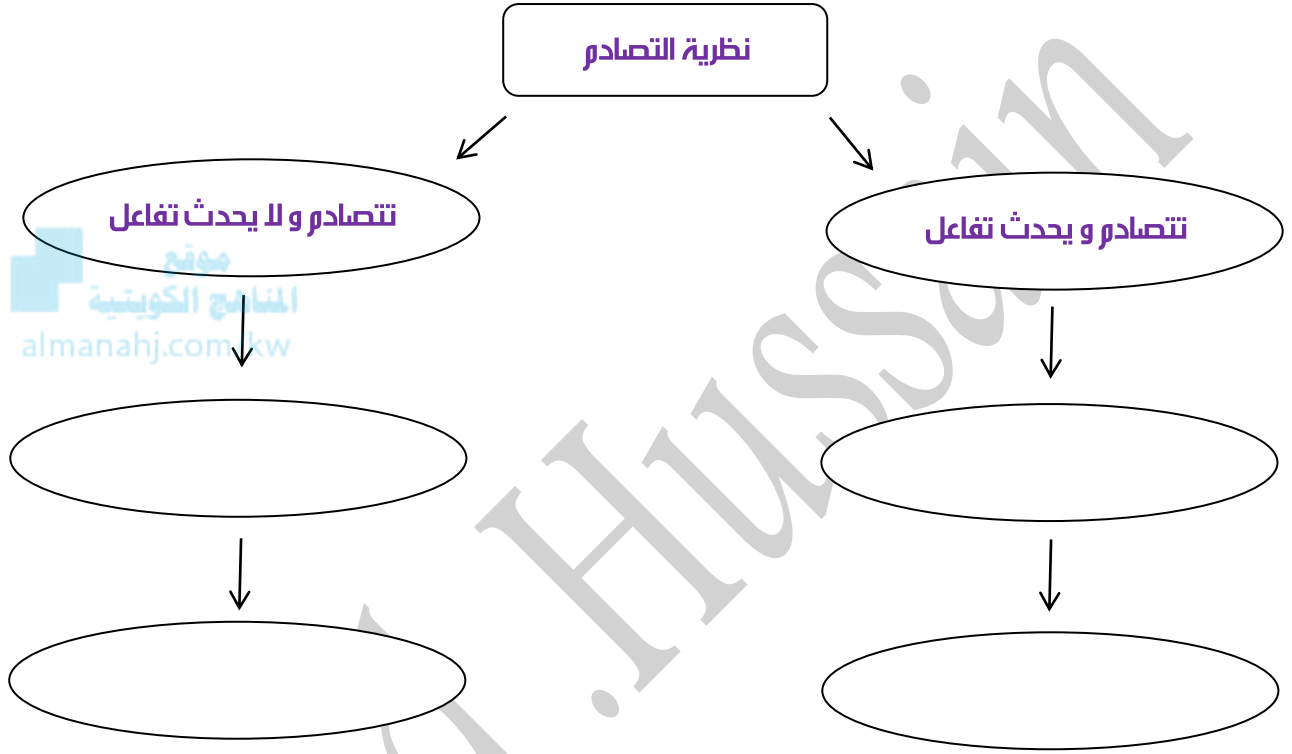 نظرية التصادم
تتصادم و يحدث تفاعل
تتصادم و لا يحدث تفاعل
موقع
المناهج الكويتية
almanahj.com/kw
.Hussain